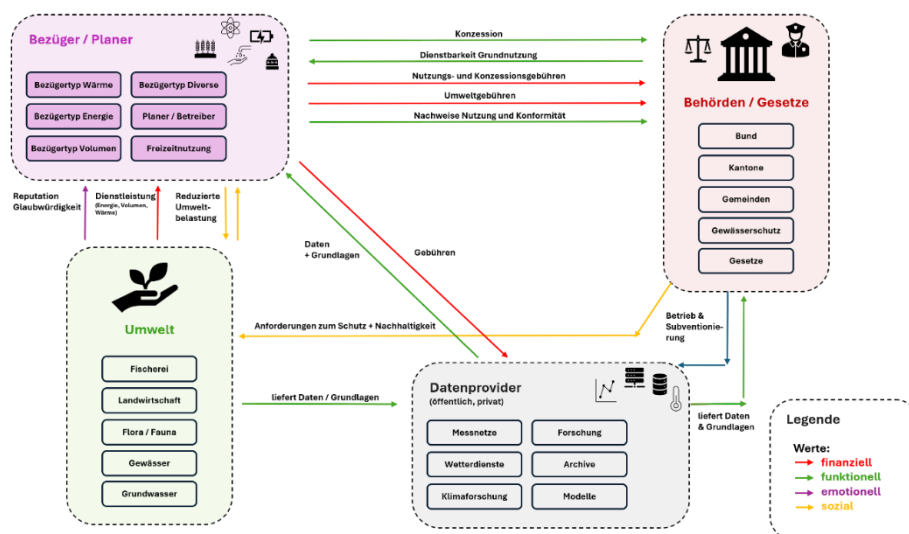 Bezüger / Planer
Bezügertyp Wärme
Bezügertyp Diverse
Bezügertyp Energie
Planer / Betreiber
Bezügertyp Volumen
Freizeitnutzung
Konzession
Dienstbarkeit Grundnutzung
Nutzungs- und Konzessionsgebühren
Umweltgebühren
Nachweise Nutzung und Konformität
Behörden / Gesetze
Bund
Kantone
Gemeinden
Gewässerschutz
Gesetze
Reputation
Glaubwürdigkeit
Dienstleistung
(Energie, Volumen,
Wärme)
Reduzierte
Umwelt-
belastung
Daten
+ Grundlagen
Gebühren
Umwelt
Fischerei
Landwirtschaft
Flora / Fauna
Gewässer
Grundwasser
Anforderungen zum Schutz + Nachhaltigkeit
Betrieb &
Subventionie-
rung
liefert Daten / Grundlagen
Datenprovider
(öffentlich, privat)
Messnetze
Forschung
Wetterdienste
Archive
Klimaforschung
Modelle
liefert Daten
& Grundlagen
Legende
Werte:
finanziell
funktionell
emotionell
sozial